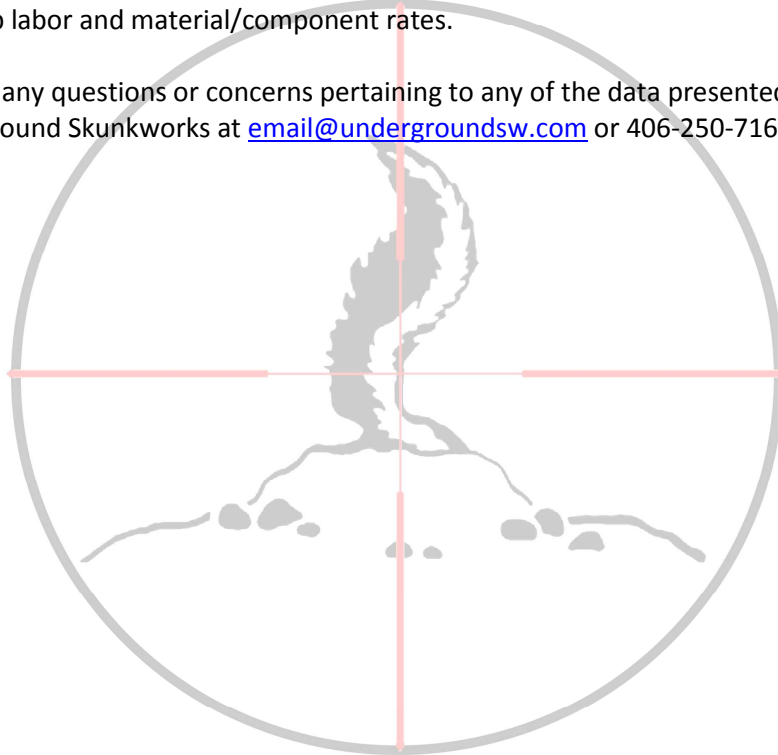 labor and material/component rates.
any questions or concerns pertaining to any of the data presented
ound Skunkworks at email@undergroundsw.com or 406-250-716